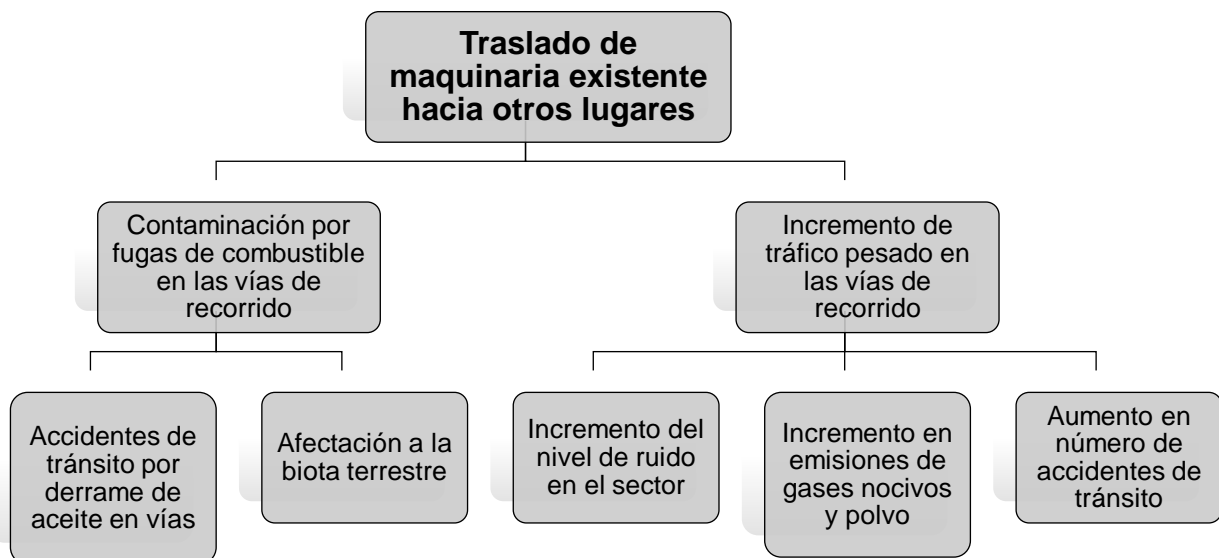 Traslado de
maquinaria existente
hacia otros lugares
Contaminación por
fugas de combustible
en las vías de
recorrido
Incremento de
tráfico pesado en
las vías de
recorrido
Accidentes de
tránsito por
derrame de
aceite en vías
Afectación a la
biota terrestre
Incremento del
nivel de ruido
en el sector
Incremento en
emisiones de
gases nocivos
y polvo
Aumento en
número de
accidentes de
tránsito